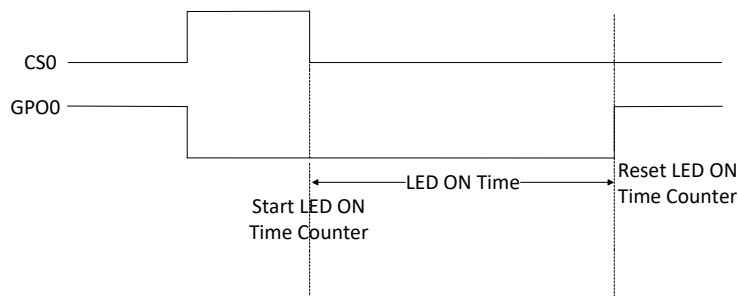 CS0
GPO0
LED ON Time
Reset LED ON
Time Counter
Start LED ON
Time Counter